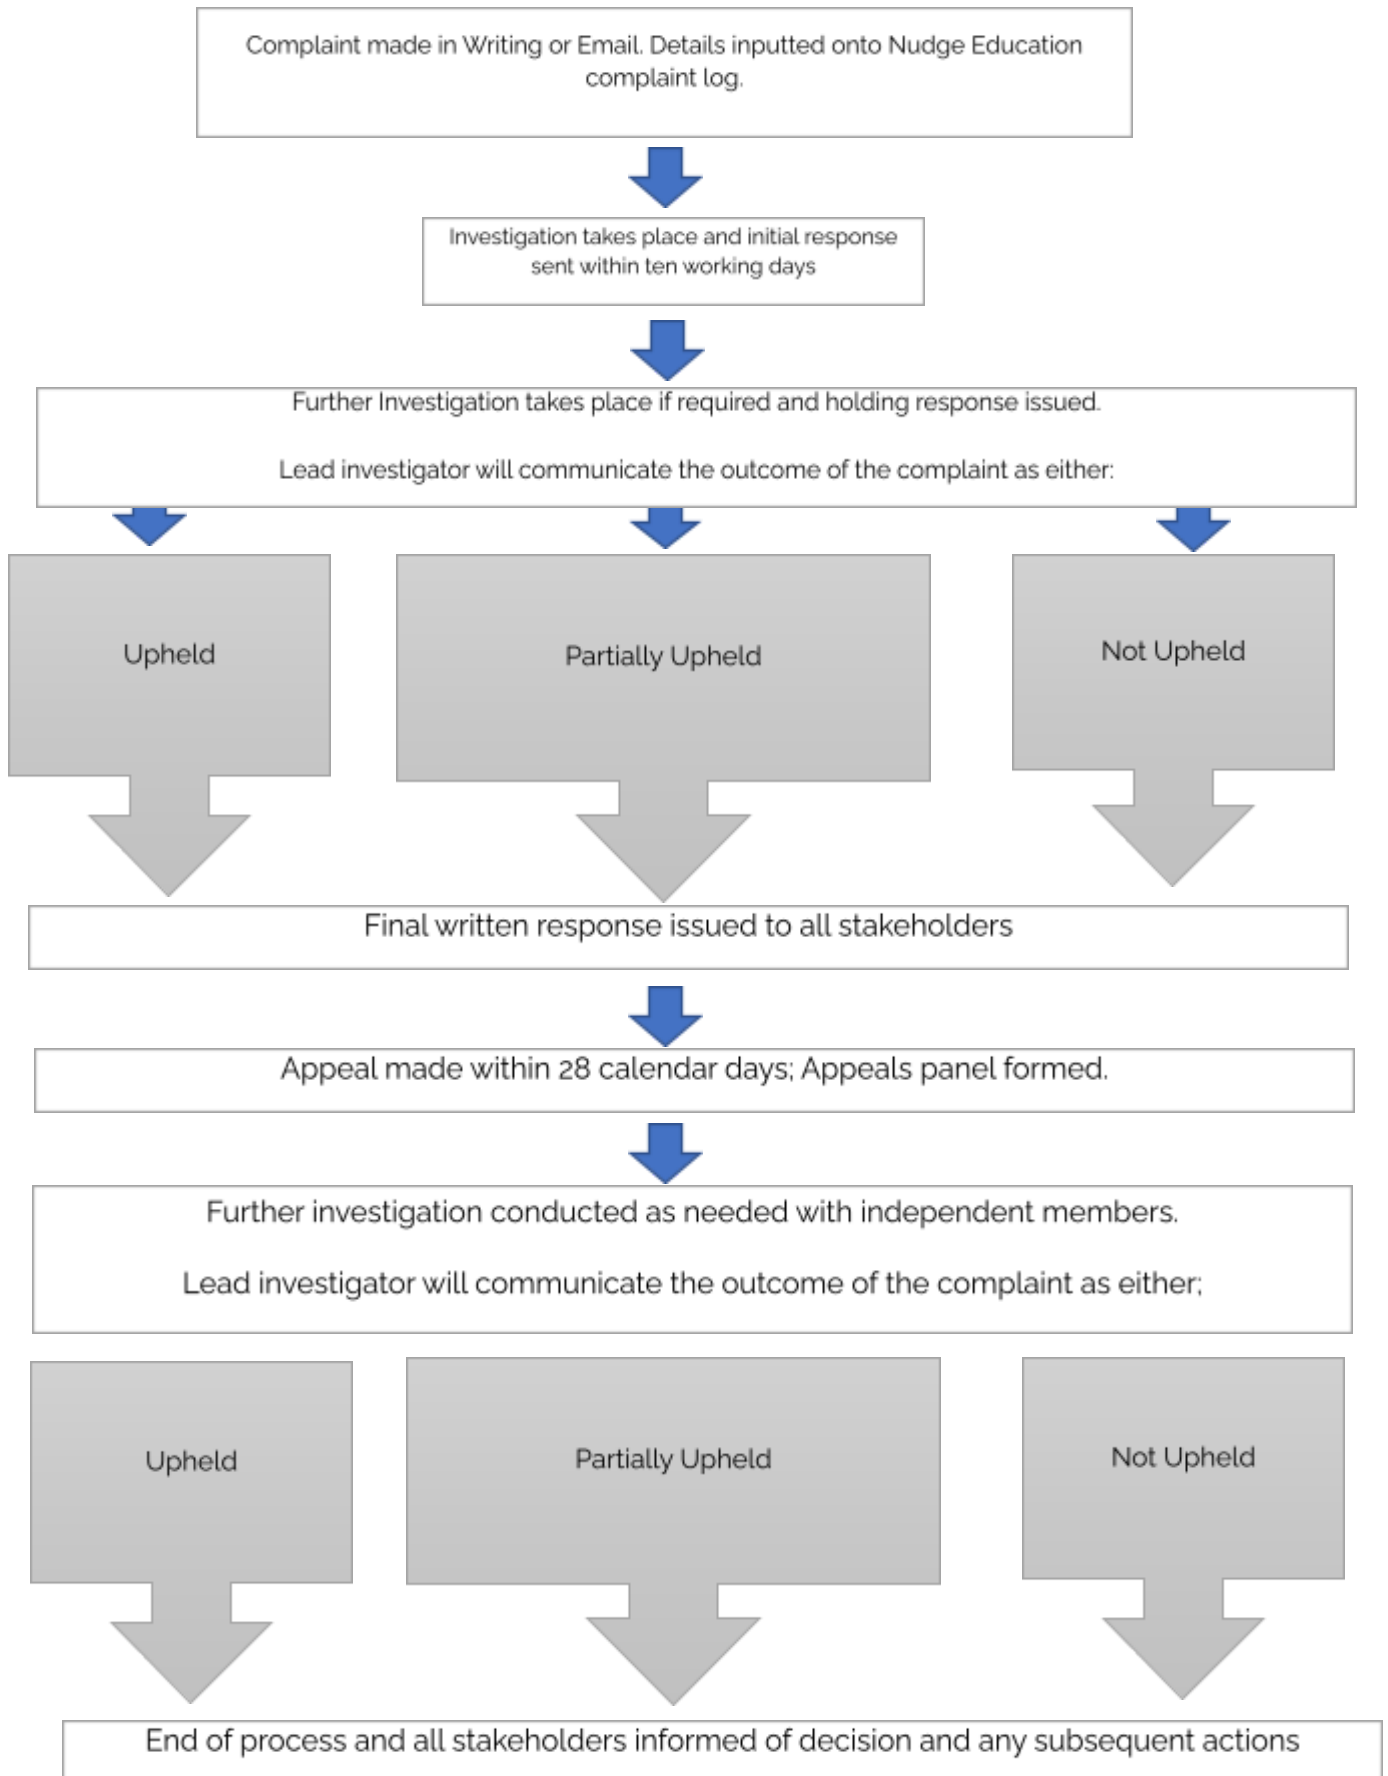 Complaint made in Writing or Email. Details inputted onto Nudge Education
complaint log.
Investigation takes place and initial response
sent within ten working days
Further Investigation takes place if required and holding response issued.
Lead investigator will communicate the outcome of the complaint as either:
Upheld
Partially Upheld
Not Upheld
Final written response issued to all stakeholders
Appeal made within 28 calendar days; Appeals panel formed.
Further investigation conducted as needed with independent members.
Lead investigator will communicate the outcome of the complaint as either;
Upheld
Partially Upheld
Not Upheld
End of process and all stakeholders informed of decision and any subsequent actions